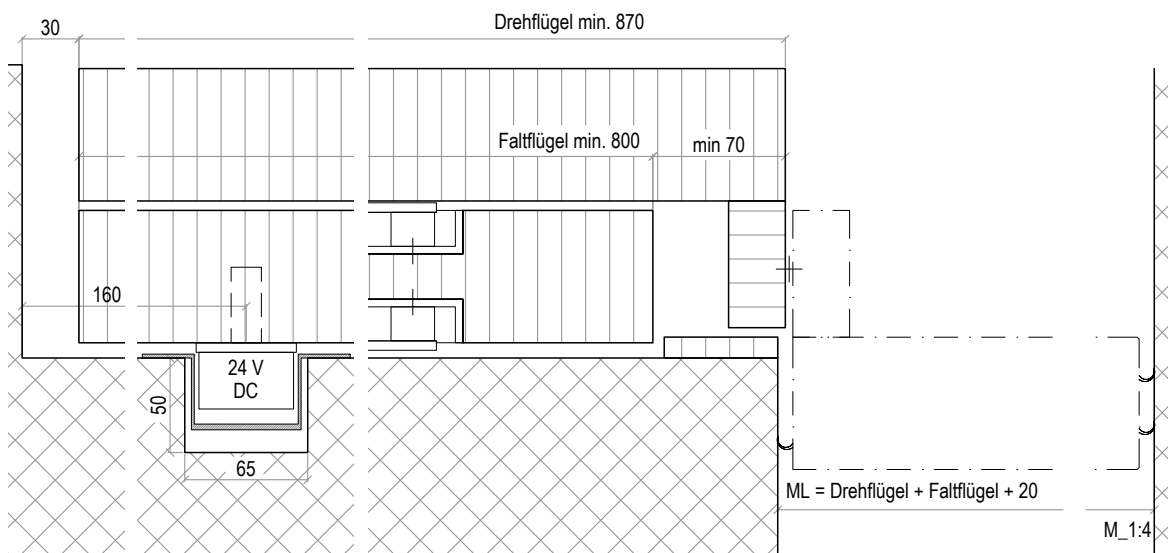 30
Drehflügel min. 870
Faltflügel min. 800
min 70
160
24 V
DC
50
65
ML = Drehflügel + Faltflügel + 20
M_1:4